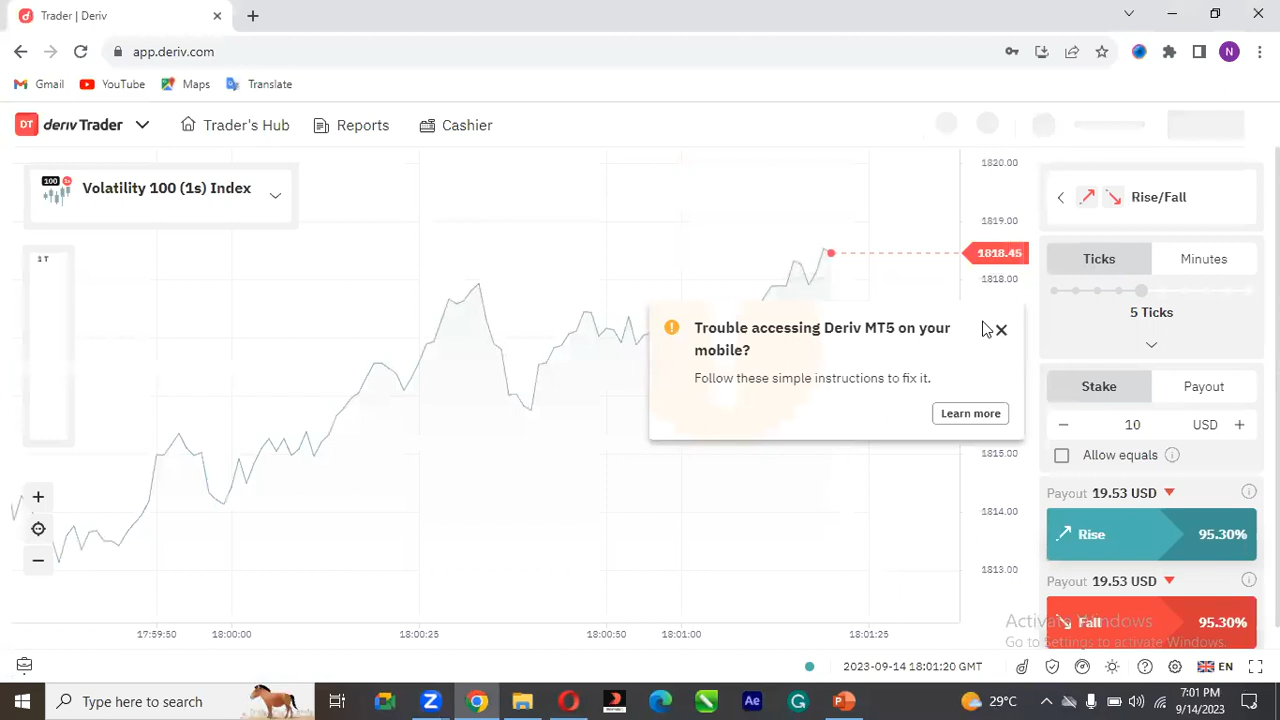 Trader | Deriv
app.deriv.com
N
Gmail
YouTube
Maps
Translate
DT deriv Trader
Trader's Hub
Reports
Cashier
100 1s
Volatility 100 (1s) Index
1 T
1820.00
1819.00
1818.45
1818.00
1815.00
1814.00
1813.00
Trouble accessing Deriv MT5 on your
mobile?
Follow these simple instructions to fix it.
Learn more
Rise/Fall
Ticks Minutes
5 Ticks
Stake Payout
10 USD
Allow equals
Payout 19.53 USD
Rise 95.30%
Payout 19.53 USD
Fall 95.30%
Activate Windows
Go to Settings to activate Windows.
17:59:50
18:00:00
18:00:25
18:00:50
18:01:00
18:01:25
2023-09-14 18:01:20 GMT
EN
Type here to search
Z
Ae
G
P
29°C
7:01 PM
9/14/2023